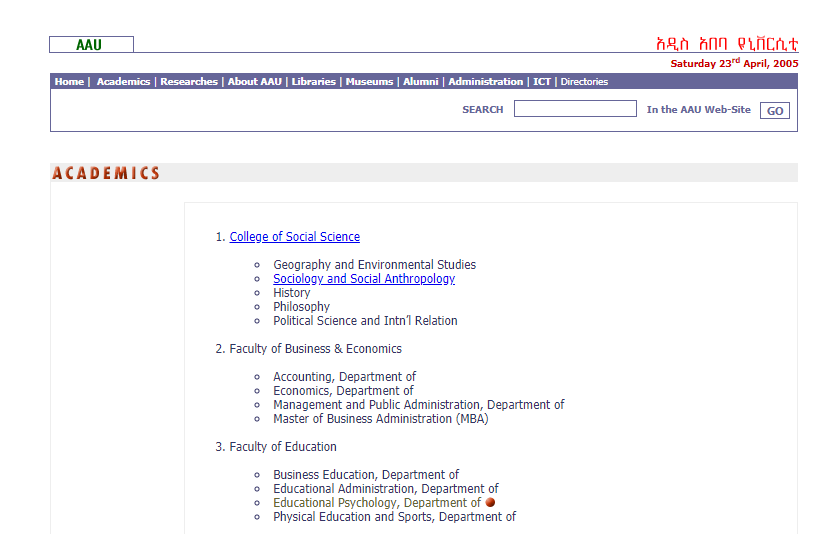 AAU
አዲስ አበባ ዩኒቨርሲቲ
Saturday 23rd April, 2005
Home | Academics | Researches | About AAU | Libraries | Museums | Alumni | Administration | ICT | Directories
SEARCH In the AAU Web-Site GO
ACADEMICS
1. College of Social Science
Geography and Environmental Studies
Sociology and Social Anthropology
History
Philosophy
Political Science and Intn'l Relation
2. Faculty of Business & Economics
Accounting, Department of
Economics, Department of
Management and Public Administration, Department of
Master of Business Administration (MBA)
3. Faculty of Education
Business Education, Department of
Educational Administration, Department of
Educational Psychology, Department of
Physical Education and Sports, Department of